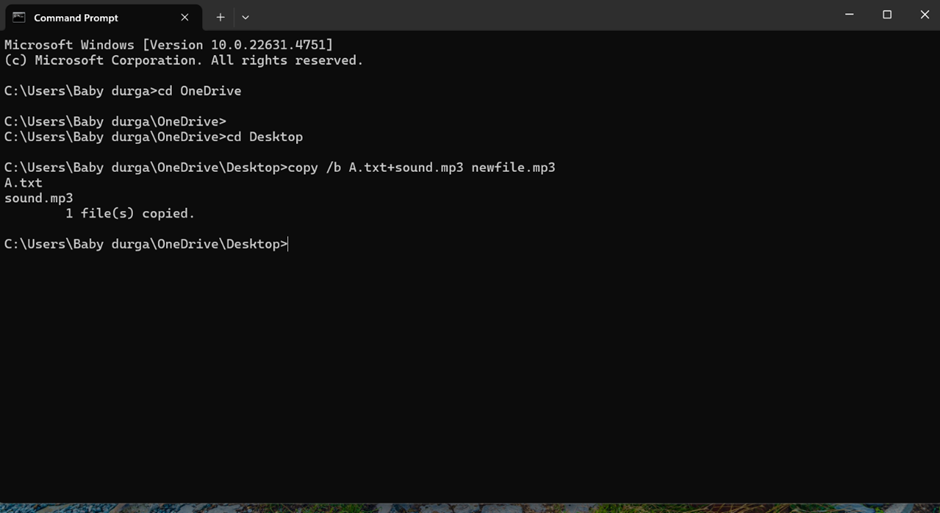 Command Prompt
Microsoft Windows [Version 10.0.22631.4751]
(c) Microsoft Corporation. All rights reserved.
C:\Users\Baby durga>cd OneDrive
C:\Users\Baby durga\OneDrive>
C:\Users\Baby durga\OneDrive>cd Desktop
C:\Users\Baby durga\OneDrive\Desktop>copy /b A.txt+sound.mp3 newfile.mp3
A.txt
sound.mp3
1 file(s) copied.
C:\Users\Baby durga\OneDrive\Desktop>